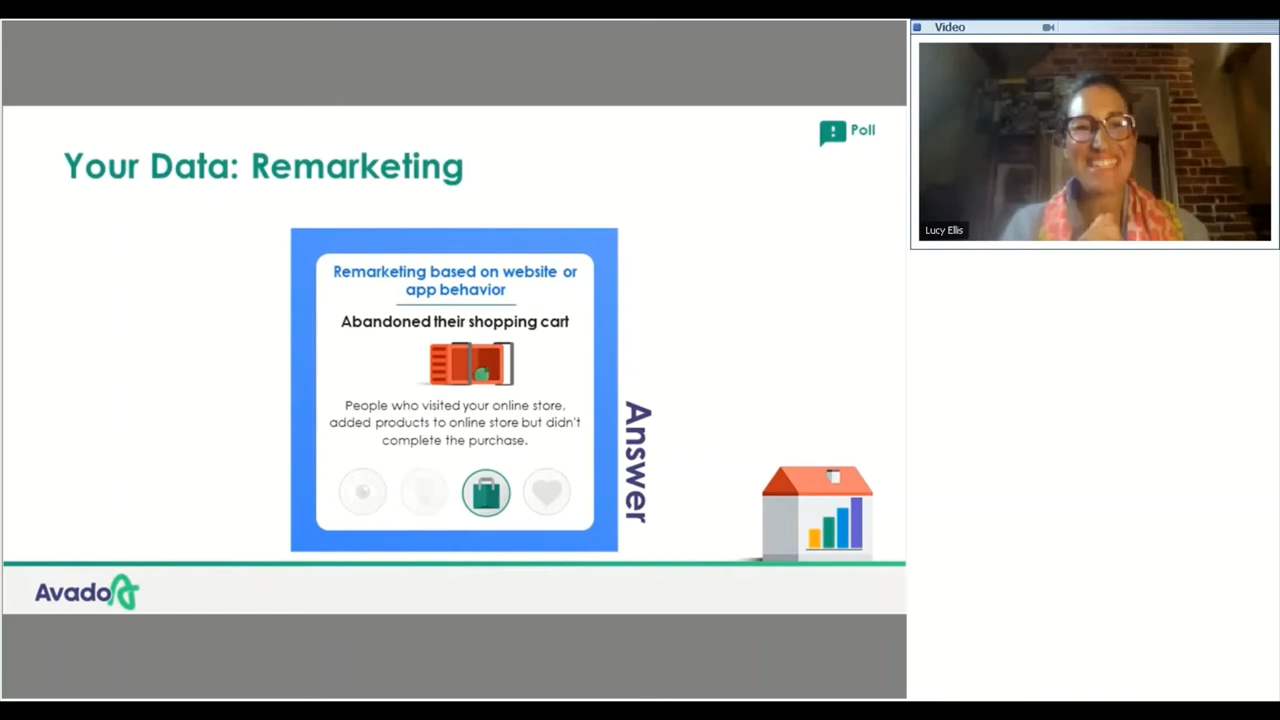 Video
Poll
Your Data: Remarketing
Remarketing based on website or
app behavior
Abandoned their shopping cart
People who visited your online store,
added products to online store but didn't
complete the purchase.
Answer
Lucy Ellis
Avado